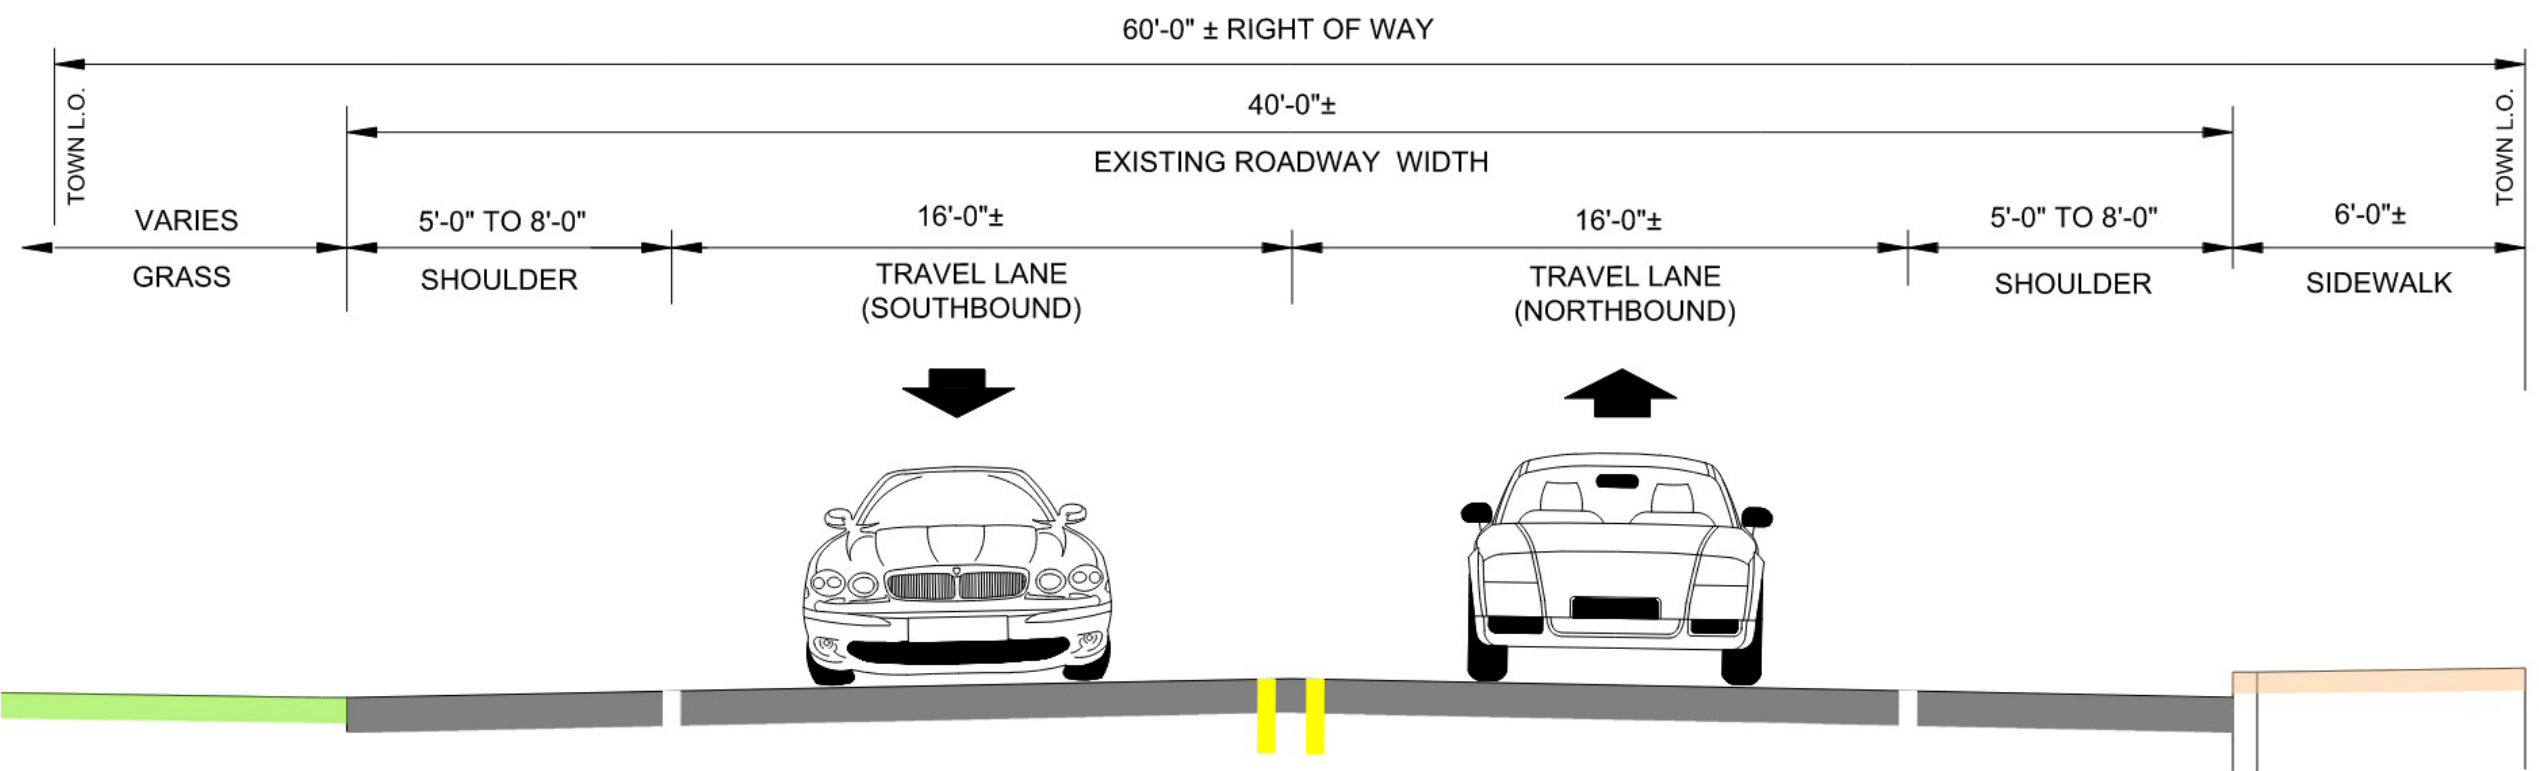 60'-0" ± RIGHT OF WAY
40'-0"±
EXISTING ROADWAY WIDTH
TOWN L.O.
TOWN L.O.
VARIES
5'-0" TO 8'-0"
16'-0"±
16'-0"±
5'-0" TO 8'-0"
6'-0"±
GRASS
SHOULDER
TRAVEL LANE
(SOUTHBOUND)
TRAVEL LANE
(NORTHBOUND)
SHOULDER
SIDEWALK